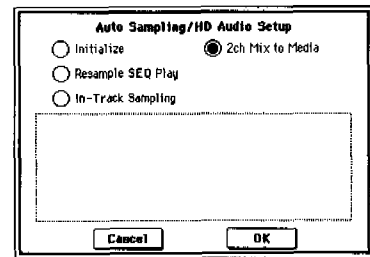 Auto Sampling/HD Audio Setup
Initialize
2ch Mix to Media
Resample SEQ Play
In-Track Sampling
Cancel
OK